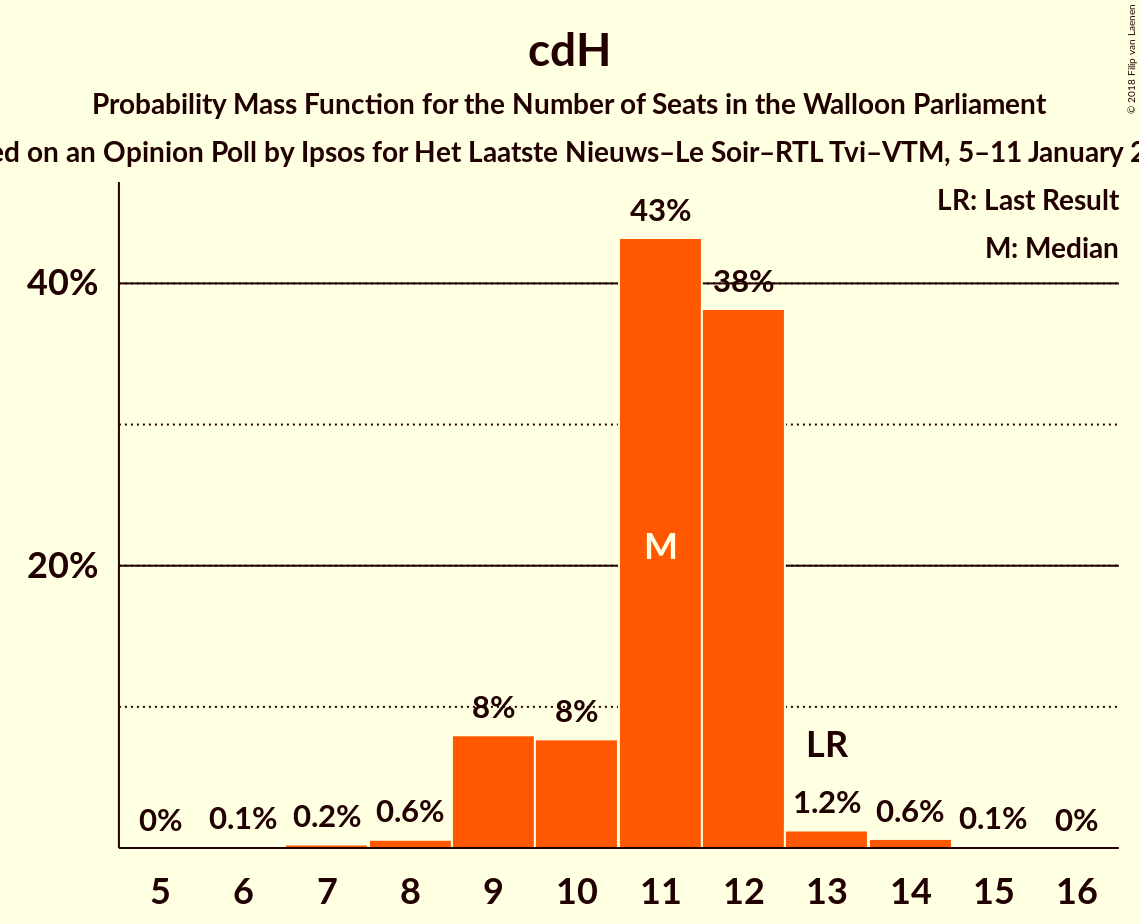 cdH
Probability Mass Function for the Number of Seats in the Walloon Parliament
on an Opinion Poll by Ipsos for Het Laatste Nieuws–Le Soir–RTL Tvi–VTM, 5–11 January
© 2018 Filip van Laenen
LR: Last Result
M: Median
40%
20%
0% 0.1% 0.2% 0.6% 8% 8% 43% 38% 1.2% 0.6% 0.1% 0%
M
LR
5 6 7 8 9 10 11 12 13 14 15 16